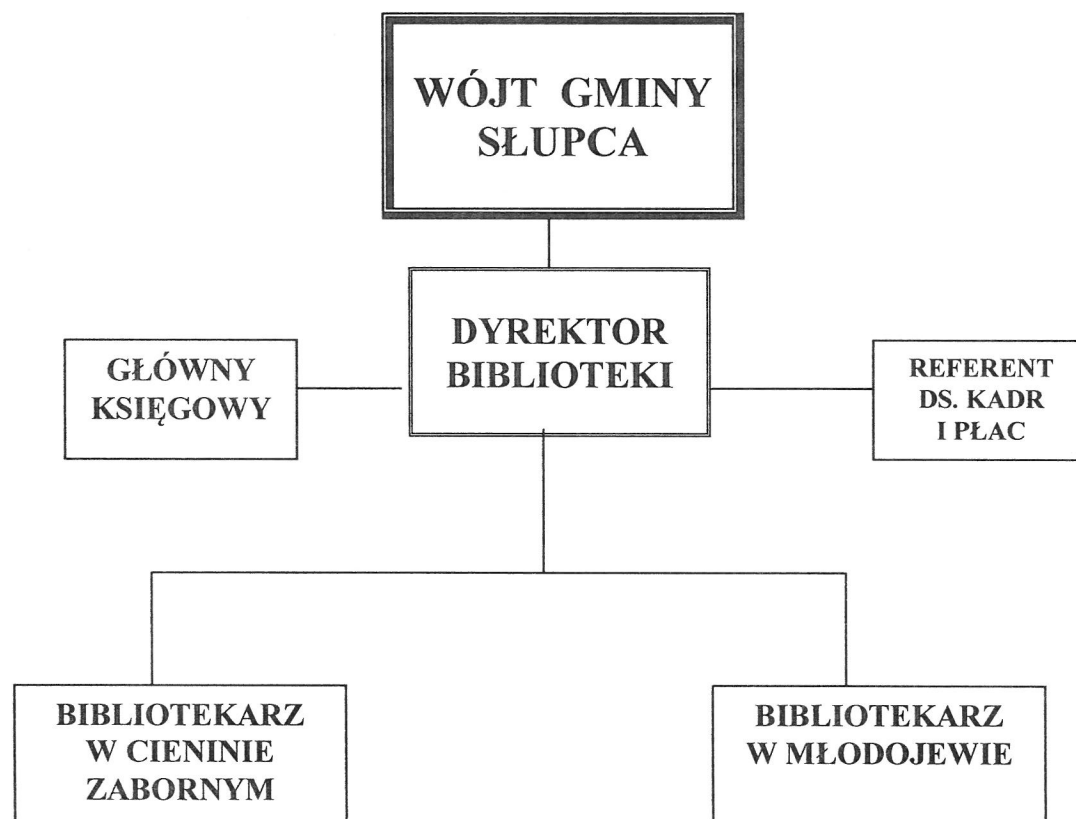 WÓJT GMINY
SŁUPCA
DYREKTOR
BIBLIOTEKI
GŁÓWNY
KSIĘGOWY
REFERENT
DS. KADR
I PŁAC
BIBLIOTEKARZ
W CIENINIE
ZABORNYM
BIBLIOTEKARZ
W MŁODOJEWIE